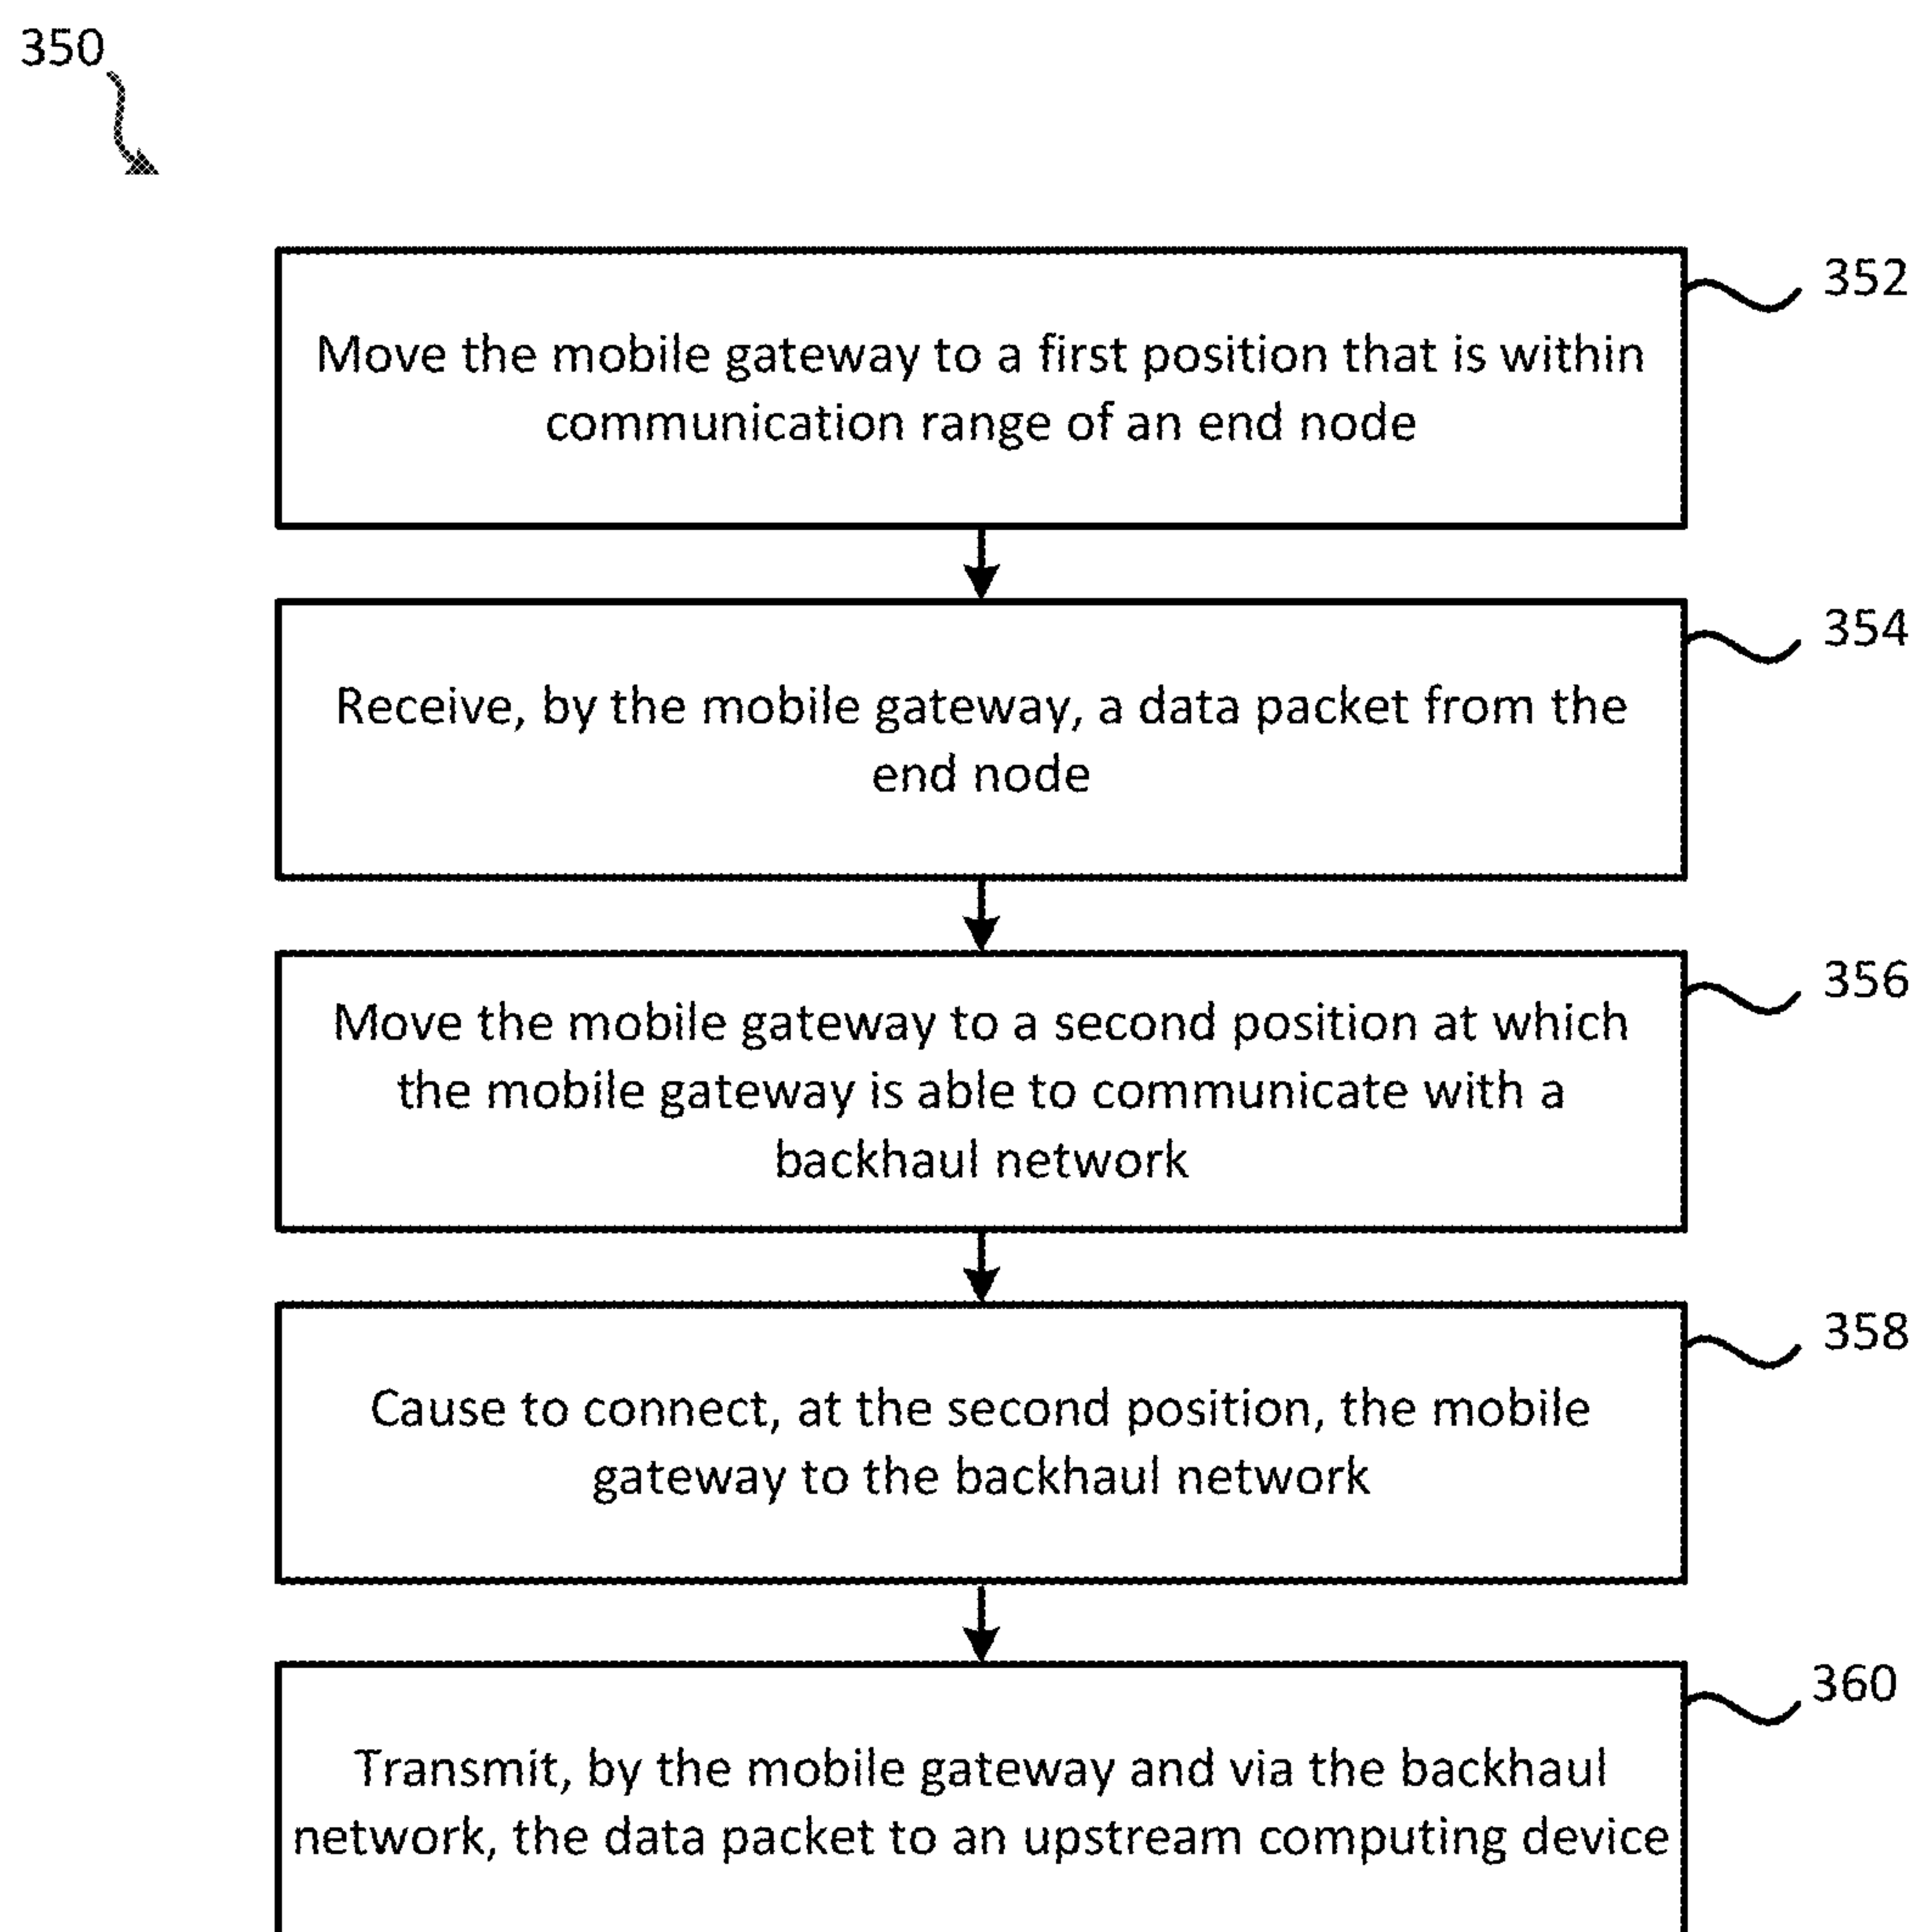 350
352
Move the mobile gateway to a first position that is within
communication range of an end node
354
Receive, by the mobile gateway, a data packet from the
end node
356
Move the mobile gateway to a second position at which
the mobile gateway is able to communicate with a
backhaul network
358
Cause to connect, at the second position, the mobile
gateway to the backhaul network
360
Transmit, by the mobile gateway and via the backhaul
network, the data packet to an upstream computing device